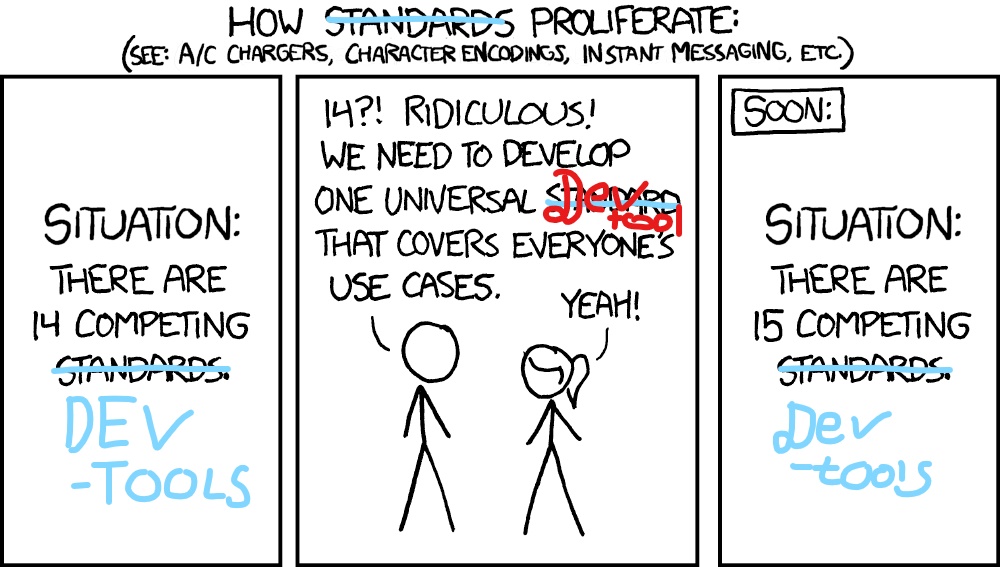 HOW STANDARDS PROLIFERATE:
(SEE: A/C CHARGERS, CHARACTER ENCODINGS, INSTANT MESSAGING, ETC.)
SITUATION:
THERE ARE
14 COMPETING
STANDARDS.
DEV
-TOOLS
14?! RIDICULOUS!
WE NEED TO DEVELOP
ONE UNIVERSAL STANDARD
Dev
tool
THAT COVERS EVERYONE'S
USE CASES.
YEAH!
SOON:
SITUATION:
THERE ARE
15 COMPETING
STANDARDS.
Dev
-tools